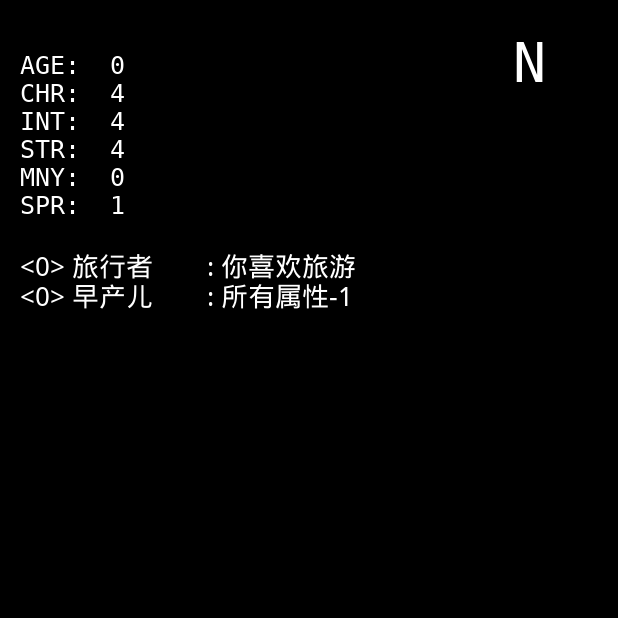 N
AGE: 0
CHR: 4
INT: 4
STR: 4
MNY: 0
SPR: 1
<O> 旅行者 : 你喜欢旅游
<O> 早产儿 : 所有属性-1